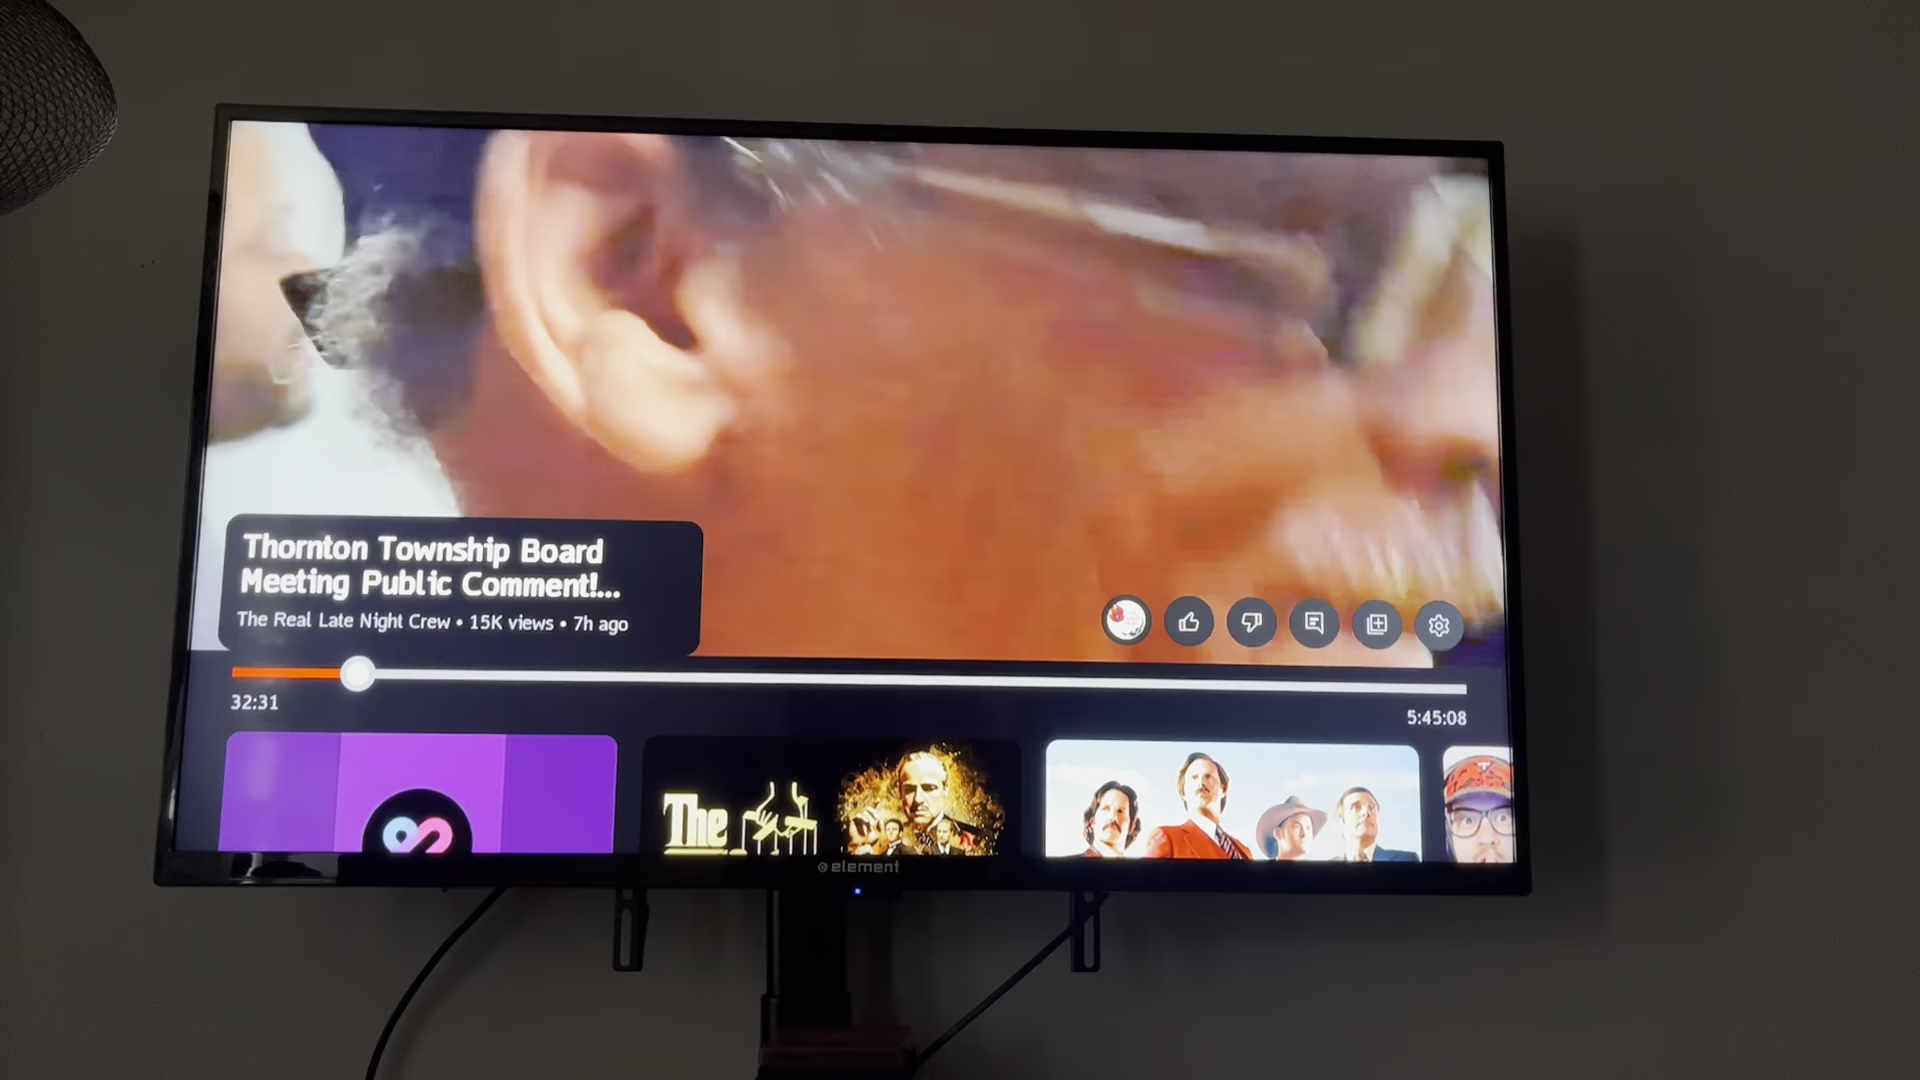 Thornton Township Board
Meeting Public Comment!...
The Real Late Night Crew • 15K views • 7h ago
32:31
5:45:08
The
element